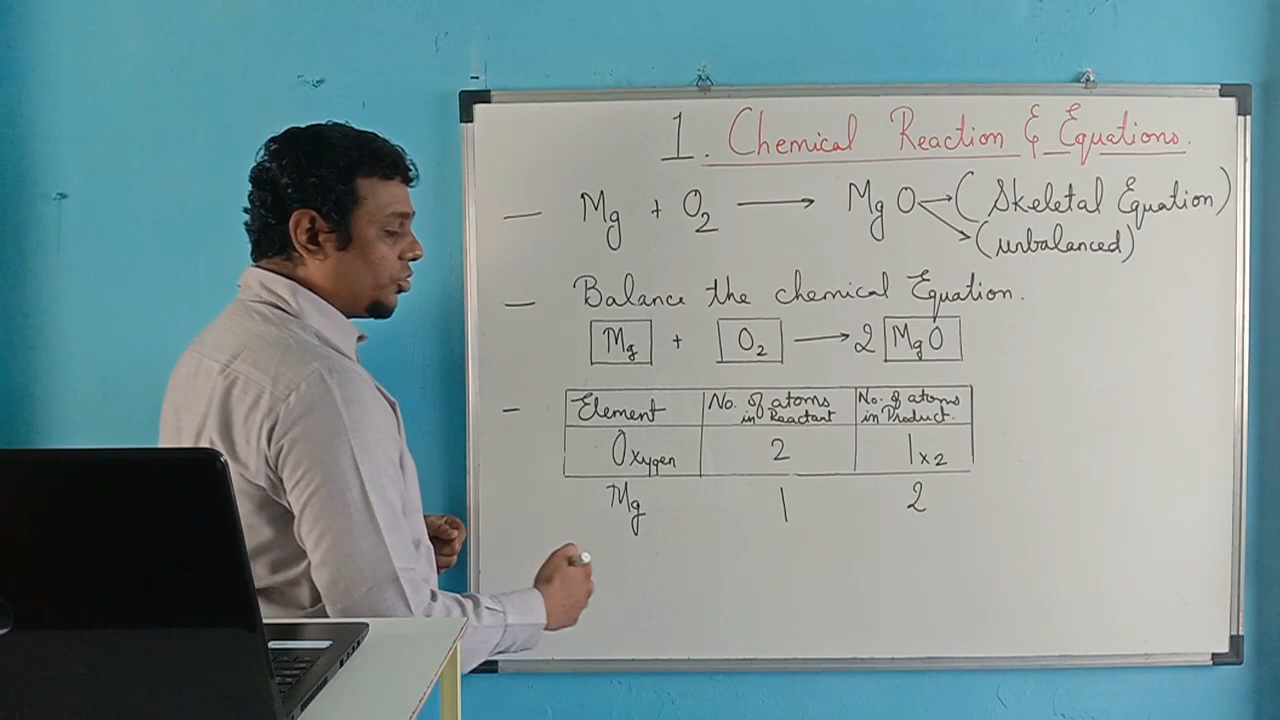 1. Chemical Reaction & Equations.
— Mg + O2 → MgO → (Skeletal Equation)
→ (unbalanced)
— Balance the chemical Equation.
Mg + O2 → 2 MgO
— Element No. of atoms in Reactant No. of atoms in Product.
Oxygen 2 1 x 2
Mg 1 2